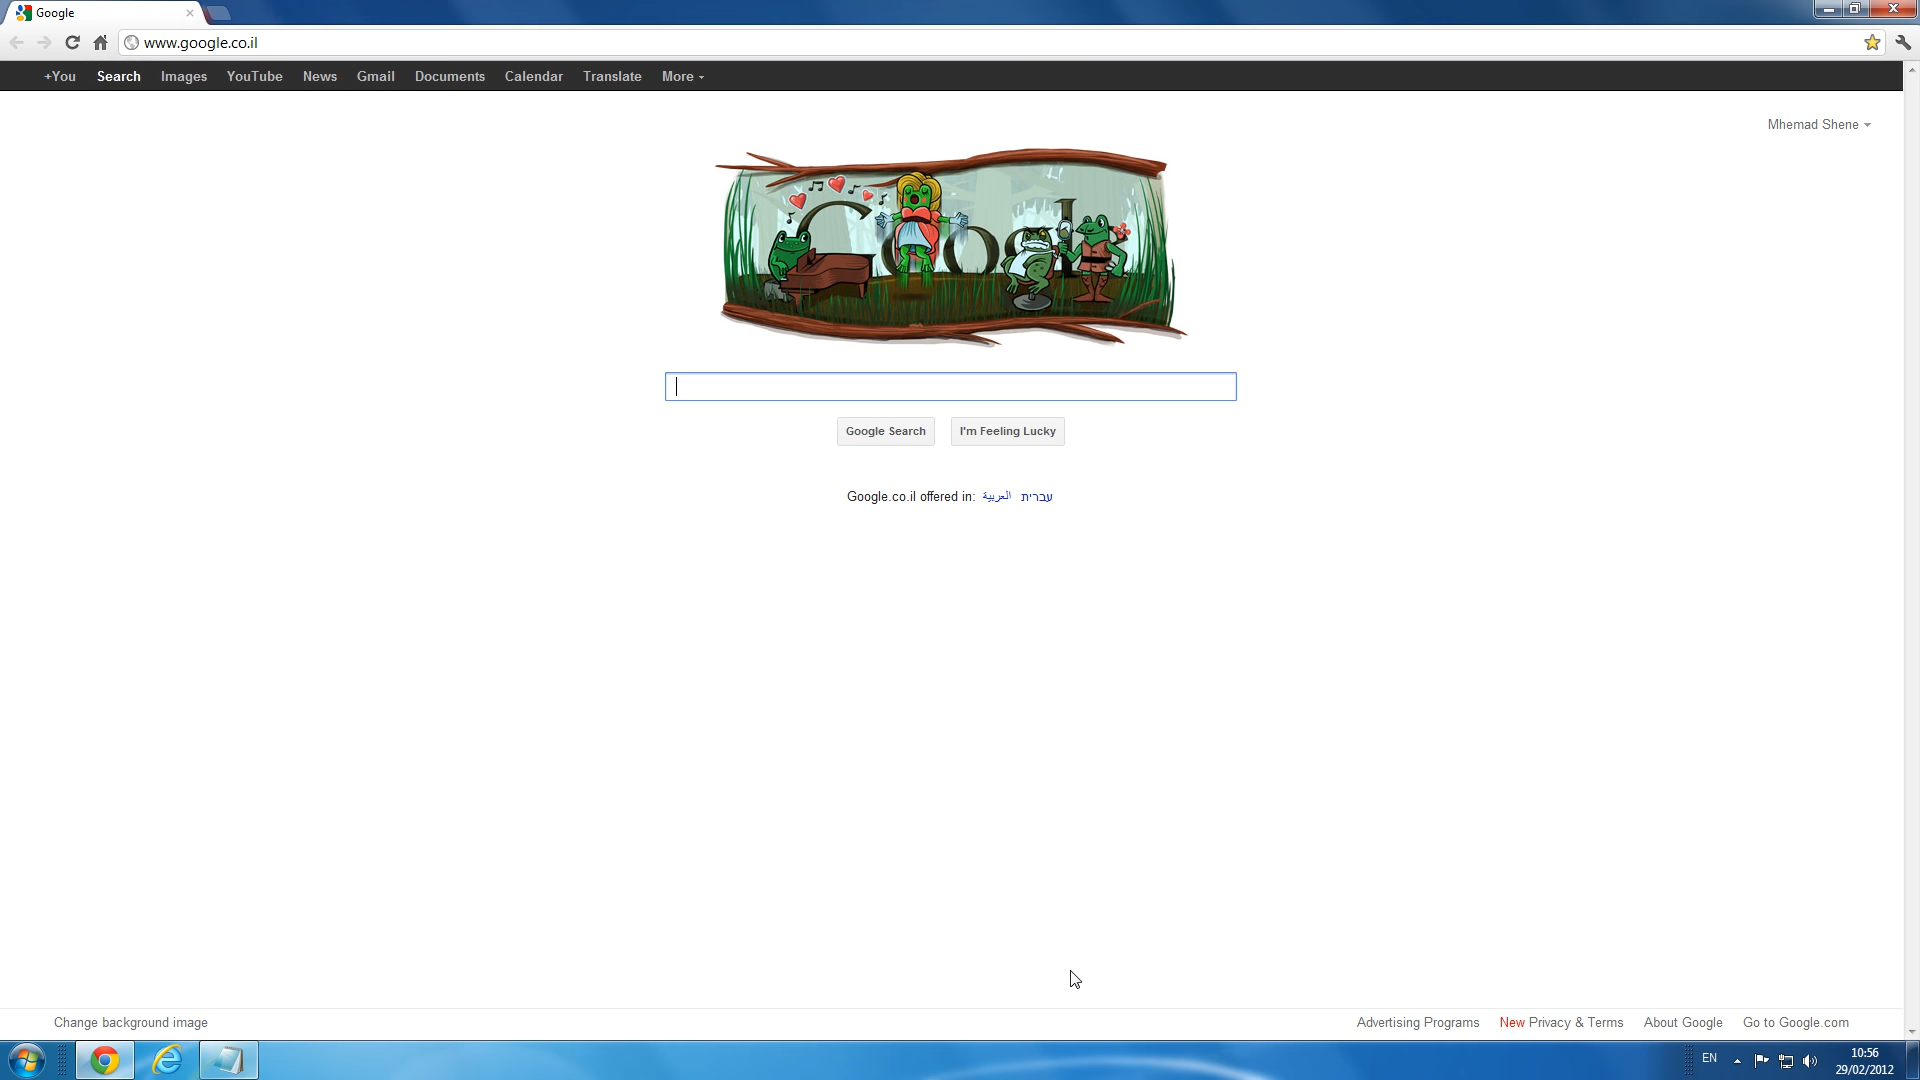 Google
www.google.co.il
+You Search Images YouTube News Gmail Documents Calendar Translate More
Mhemad Shene
Google Search I'm Feeling Lucky
Google.co.il offered in: العربية עברית
Change background image Advertising Programs New Privacy & Terms About Google Go to Google.com
EN 10:56
29/02/2012